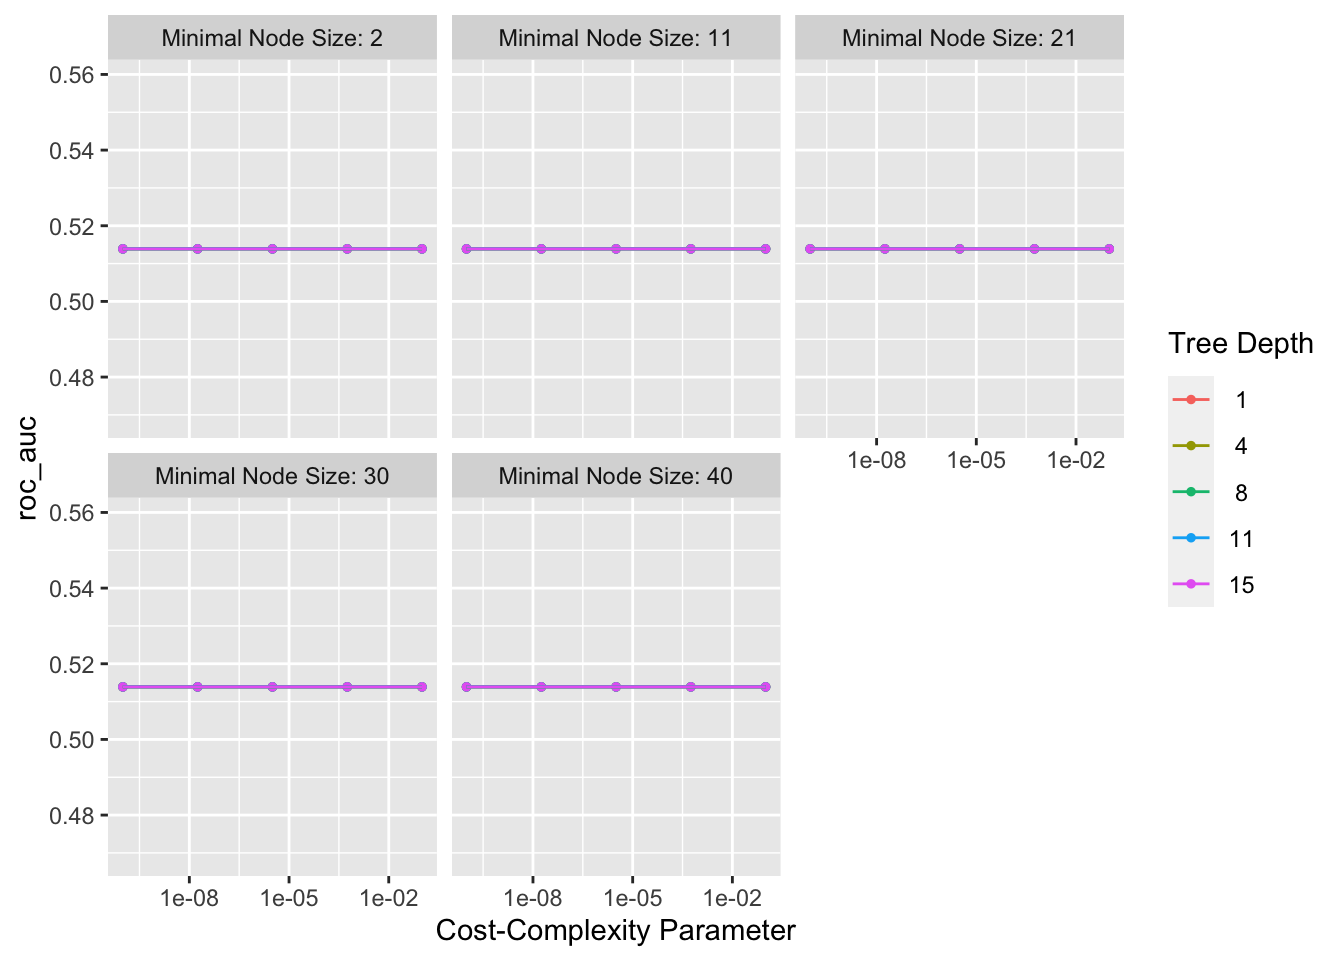 Minimal Node Size: 2
Minimal Node Size: 11
Minimal Node Size: 21
0.56
0.54
0.52
0.50
0.48
1e-08
1e-05
1e-02
Minimal Node Size: 30
Minimal Node Size: 40
0.56
0.54
0.52
0.50
0.48
1e-08
1e-05
1e-02
1e-08
1e-05
1e-02
roc_auc
Cost-Complexity Parameter
Tree Depth
1
4
8
11
15